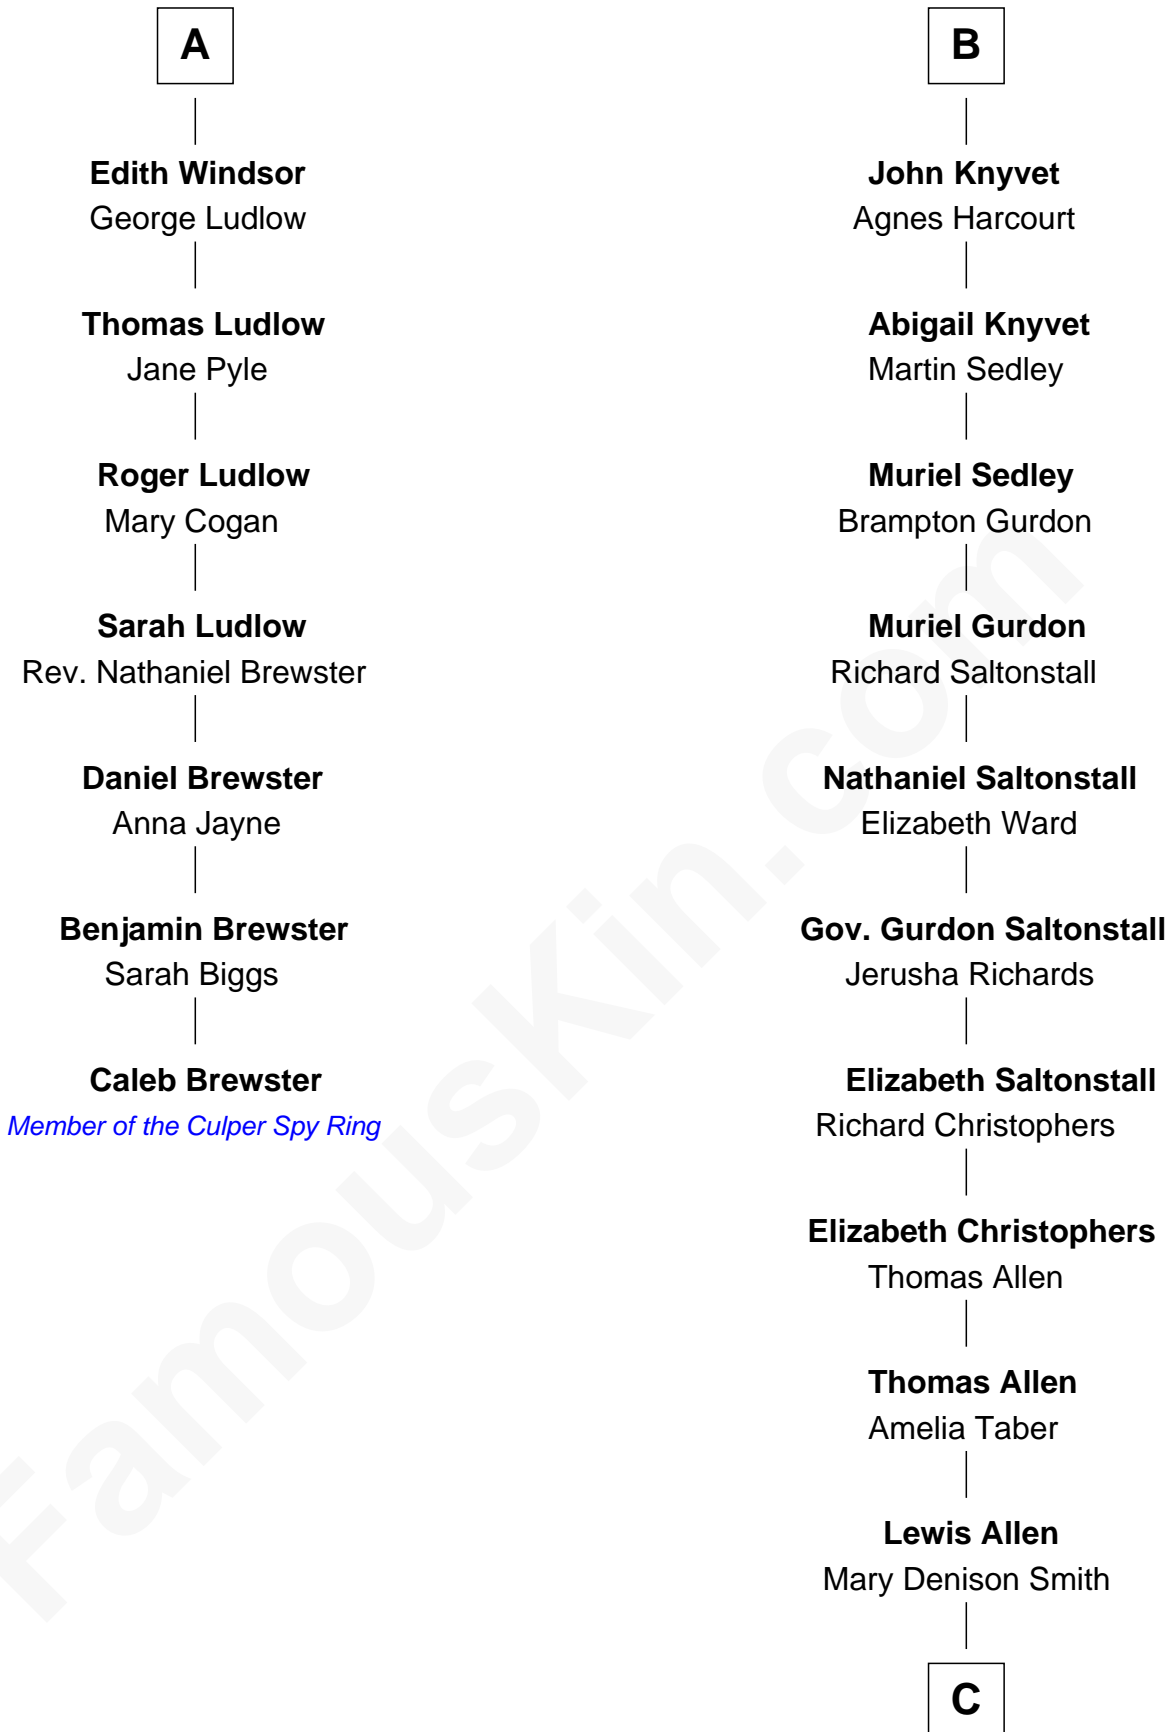 A
Edith Windsor
George Ludlow
Thomas Ludlow
Jane Pyle
Roger Ludlow
Mary Cogan
Sarah Ludlow
Rev. Nathaniel Brewster
Daniel Brewster
Anna Jayne
Benjamin Brewster
Sarah Biggs
Caleb Brewster
Member of the Culper Spy Ring
B
John Knyvet
Agnes Harcourt
Abigail Knyvet
Martin Sedley
Muriel Sedley
Brampton Gurdon
Muriel Gurdon
Richard Saltonstall
Nathaniel Saltonstall
Elizabeth Ward
Gov. Gurdon Saltonstall
Jerusha Richards
Elizabeth Saltonstall
Richard Christophers
Elizabeth Christophers
Thomas Allen
Thomas Allen
Amelia Taber
Lewis Allen
Mary Denison Smith
C
FamousKin.com